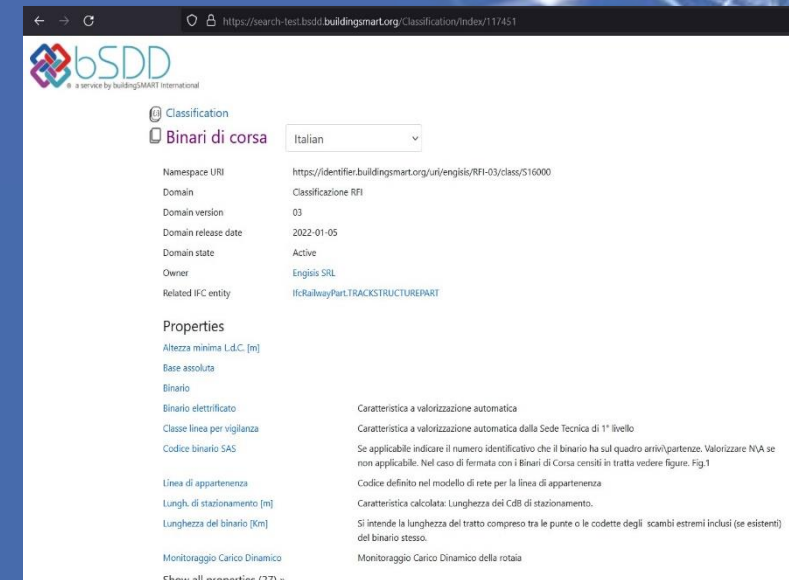 https://search-test.bsdd.buildingsmart.org/Classification/Index/117451
bSDD
a service by buildingSMART International
Classification
Binari di corsa Italian
Namespace URI https://identifier.buildingsmart.org/uri/engisis/RFI-03/class/S16000
Domain Classificazione RFI
Domain version 03
Domain release date 2022-01-05
Domain state Active
Owner Engisis SRL
Related IFC entity IfcRailwayPart.TRACKSTRUCTUREPART
Properties
Altezza minima L.d.C. [m]
Base assoluta
Binario
Binario elettrificato Caratteristica a valorizzazione automatica
Classe linea per vigilanza Caratteristica a valorizzazione automatica dalla Sede Tecnica di 1° livello
Codice binario SAS Se applicabile indicare il numero identificativo che il binario ha sul quadro arrivi\partenze. Valorizzare N\A se
non applicabile. Nel caso di fermata con i Binari di Corsa censiti in tratta vedere figure. Fig.1
Linea di appartenenza Codice definito nel modello di rete per la linea di appartenenza
Lungh. di stazionamento [m] Caratteristica calcolata: Lunghezza dei CdB di stazionamento.
Lunghezza del binario [Km] Si intende la lunghezza del tratto compreso tra le punte o le codette degli scambi estremi inclusi (se esistenti)
del binario stesso.
Monitoraggio Carico Dinamico Monitoraggio Carico Dinamico della rotaia
Show all properties (27) »